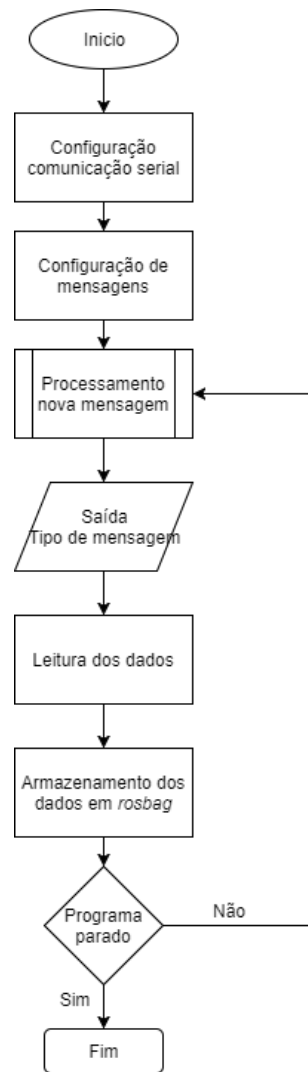 Inicio
Configuração
comunicação serial
Configuração de
mensagens
Processamento
nova mensagem
Saída
Tipo de mensagem
Leitura dos dados
Armazenamento dos
dados em rosbag
Programa
parado
Não
Sim
Fim